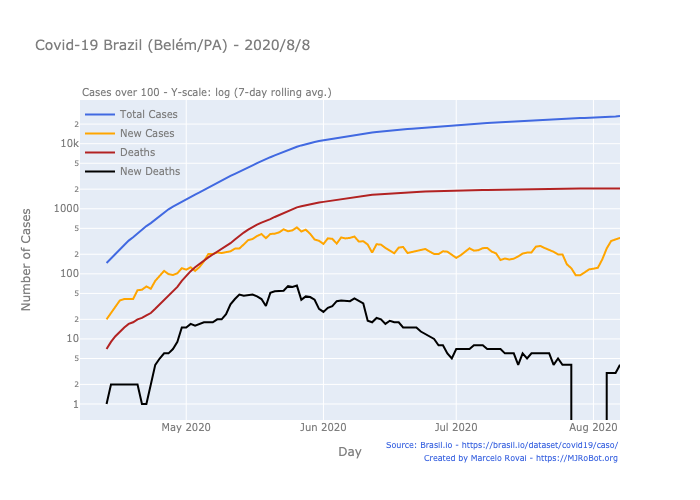 Covid-19 Brazil (Belém/PA) - 2020/8/8
Cases over 100 - Y-scale: log (7-day rolling avg.)
Total Cases
New Cases
Deaths
New Deaths
2
10k
5
2
1000
5
2
100
5
2
10
5
2
1
Number of Cases
May 2020
Jun 2020
Jul 2020
Aug 2020
Day
Source: Brasil.io - https://brasil.io/dataset/covid19/caso/
Created by Marcelo Rovai - https://MJRoBot.org